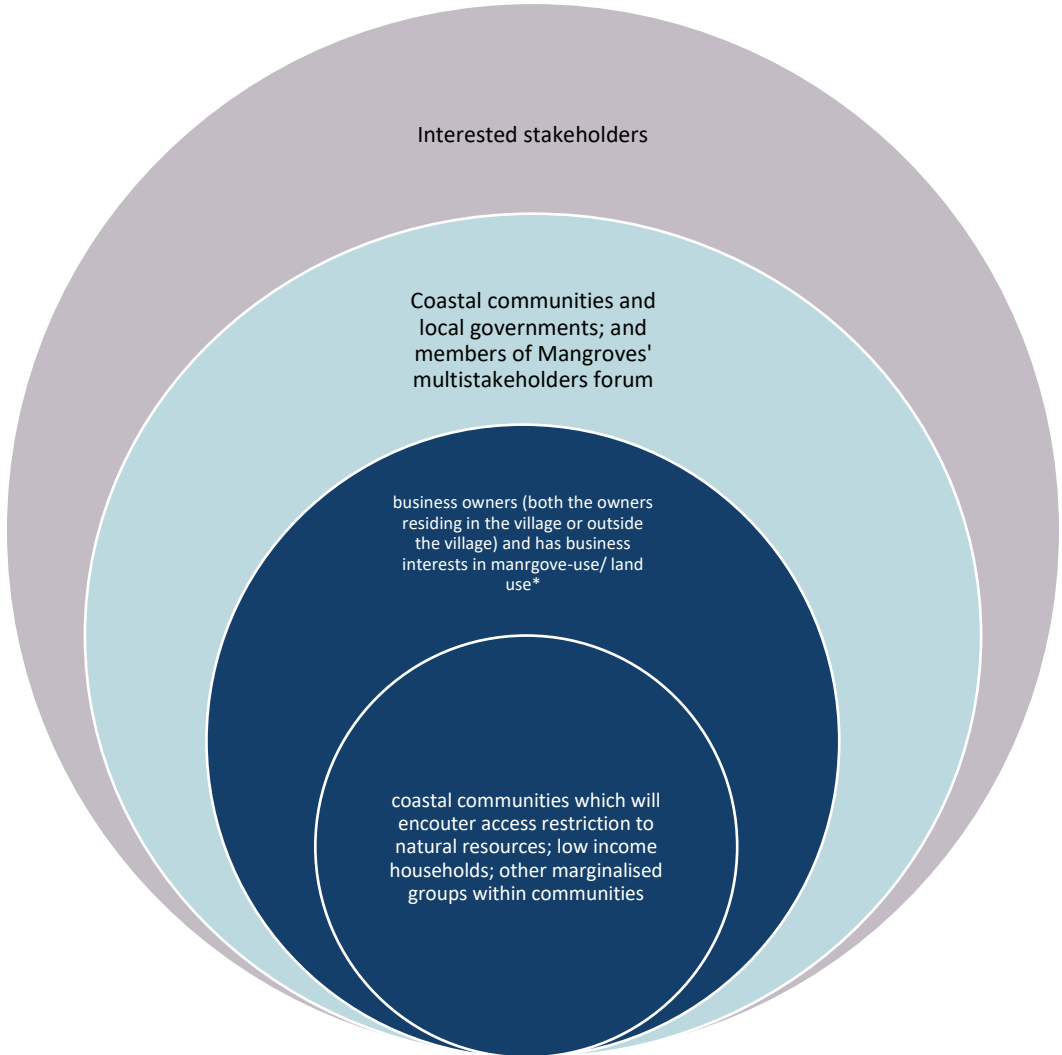 Interested stakeholders
Coastal communities and
local governments; and
members of Mangroves'
multistakeholders forum
business owners (both the owners
residing in the village or outside
the village) and has business
interests in manrgove-use/ land
use*
coastal communities which will
encouter access restriction to
natural resources; low income
households; other marginalised
groups within communities